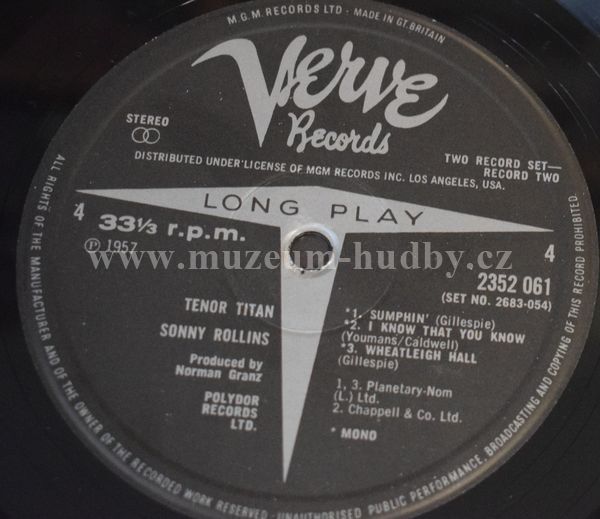 M.G.M. RECORDS LTD - MADE IN GT. BRITAIN
Verve
Records
STEREO
DISTRIBUTED UNDER LICENSE OF MGM RECORDS INC. LOS ANGELES, USA.
TWO RECORD SET—
RECORD TWO
LONG PLAY
4
33⅓ r.p.m.
Ⓟ 1957
4
2352 061
(SET NO. 2683-054)
www.muzeum-hudby.cz
TENOR TITAN
SONNY ROLLINS
Produced by
Norman Granz
POLYDOR
RECORDS
LTD.
*1. SUMPHIN' (Gillespie)
*2. I KNOW THAT YOU KNOW
(Youmans/Caldwell)
*3. WHEATLEIGH HALL
(Gillespie)
1, 3. Planetary-Nom
(L.) Ltd.
2. Chappell & Co. Ltd.
* MONO
ALL RIGHTS OF THE MANUFACTURER AND OF THE OWNER OF THE RECORDED WORK RESERVED - UNAUTHORISED PUBLIC PERFORMANCE, BROADCASTING AND COPYING OF THIS RECORD PROHIBITED.